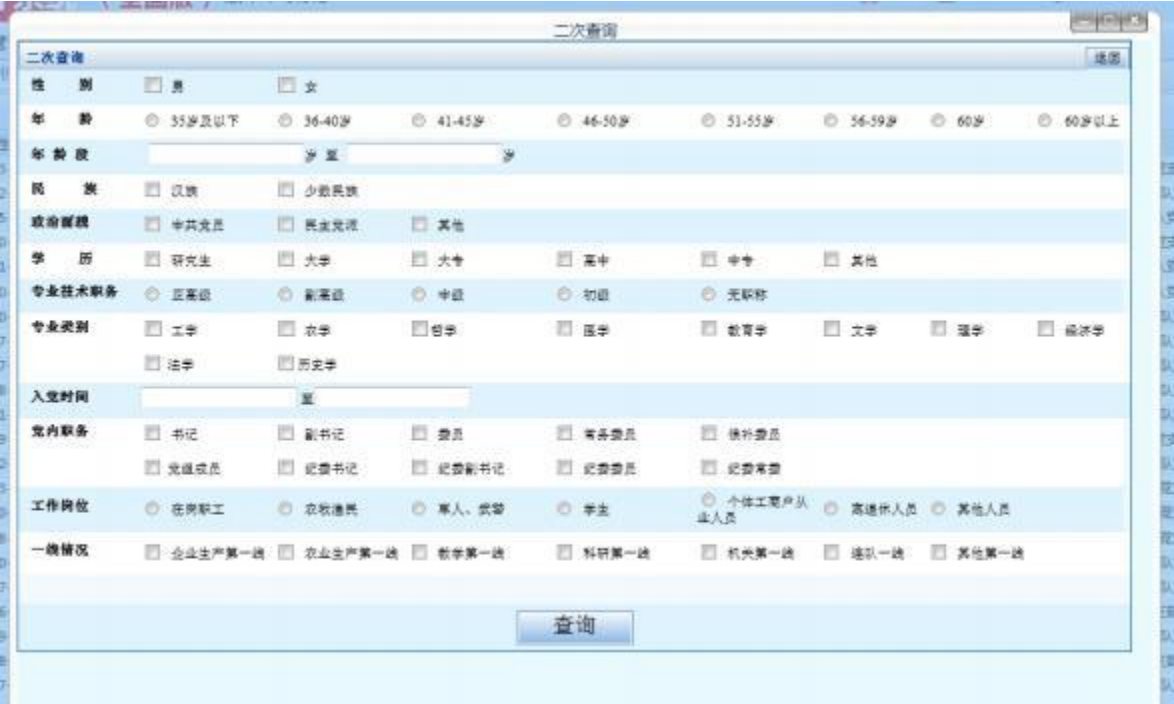 （全国版）
二次查询
二次查询 返回
性 别 男 女
年 龄 35岁及以下 36-40岁 41-45岁 46-50岁 51-55岁 56-59岁 60岁 60岁以上
年 龄 段 岁 至 岁
民 族 汉族 少数民族
政治面貌 中共党员 民主党派 其他
学 历 研究生 大学 大专 高中 中专 其他
专业技术职务 正高级 副高级 中级 初级 无职称
专业类别 工学 农学 哲学 医学 教育学 文学 理学 经济学
法学 历史学
入党时间 至
党内职务 书记 副书记 委员 常务委员 候补委员
党组成员 纪委书记 纪委副书记 纪委委员 纪委常委
工作岗位 在岗职工 农牧渔民 军人、武警 学生 个体工商户从业人员 离退休人员 其他人员
一线情况 企业生产第一线 农业生产第一线 教学第一线 科研第一线 机关第一线 连队一线 其他第一线
查询